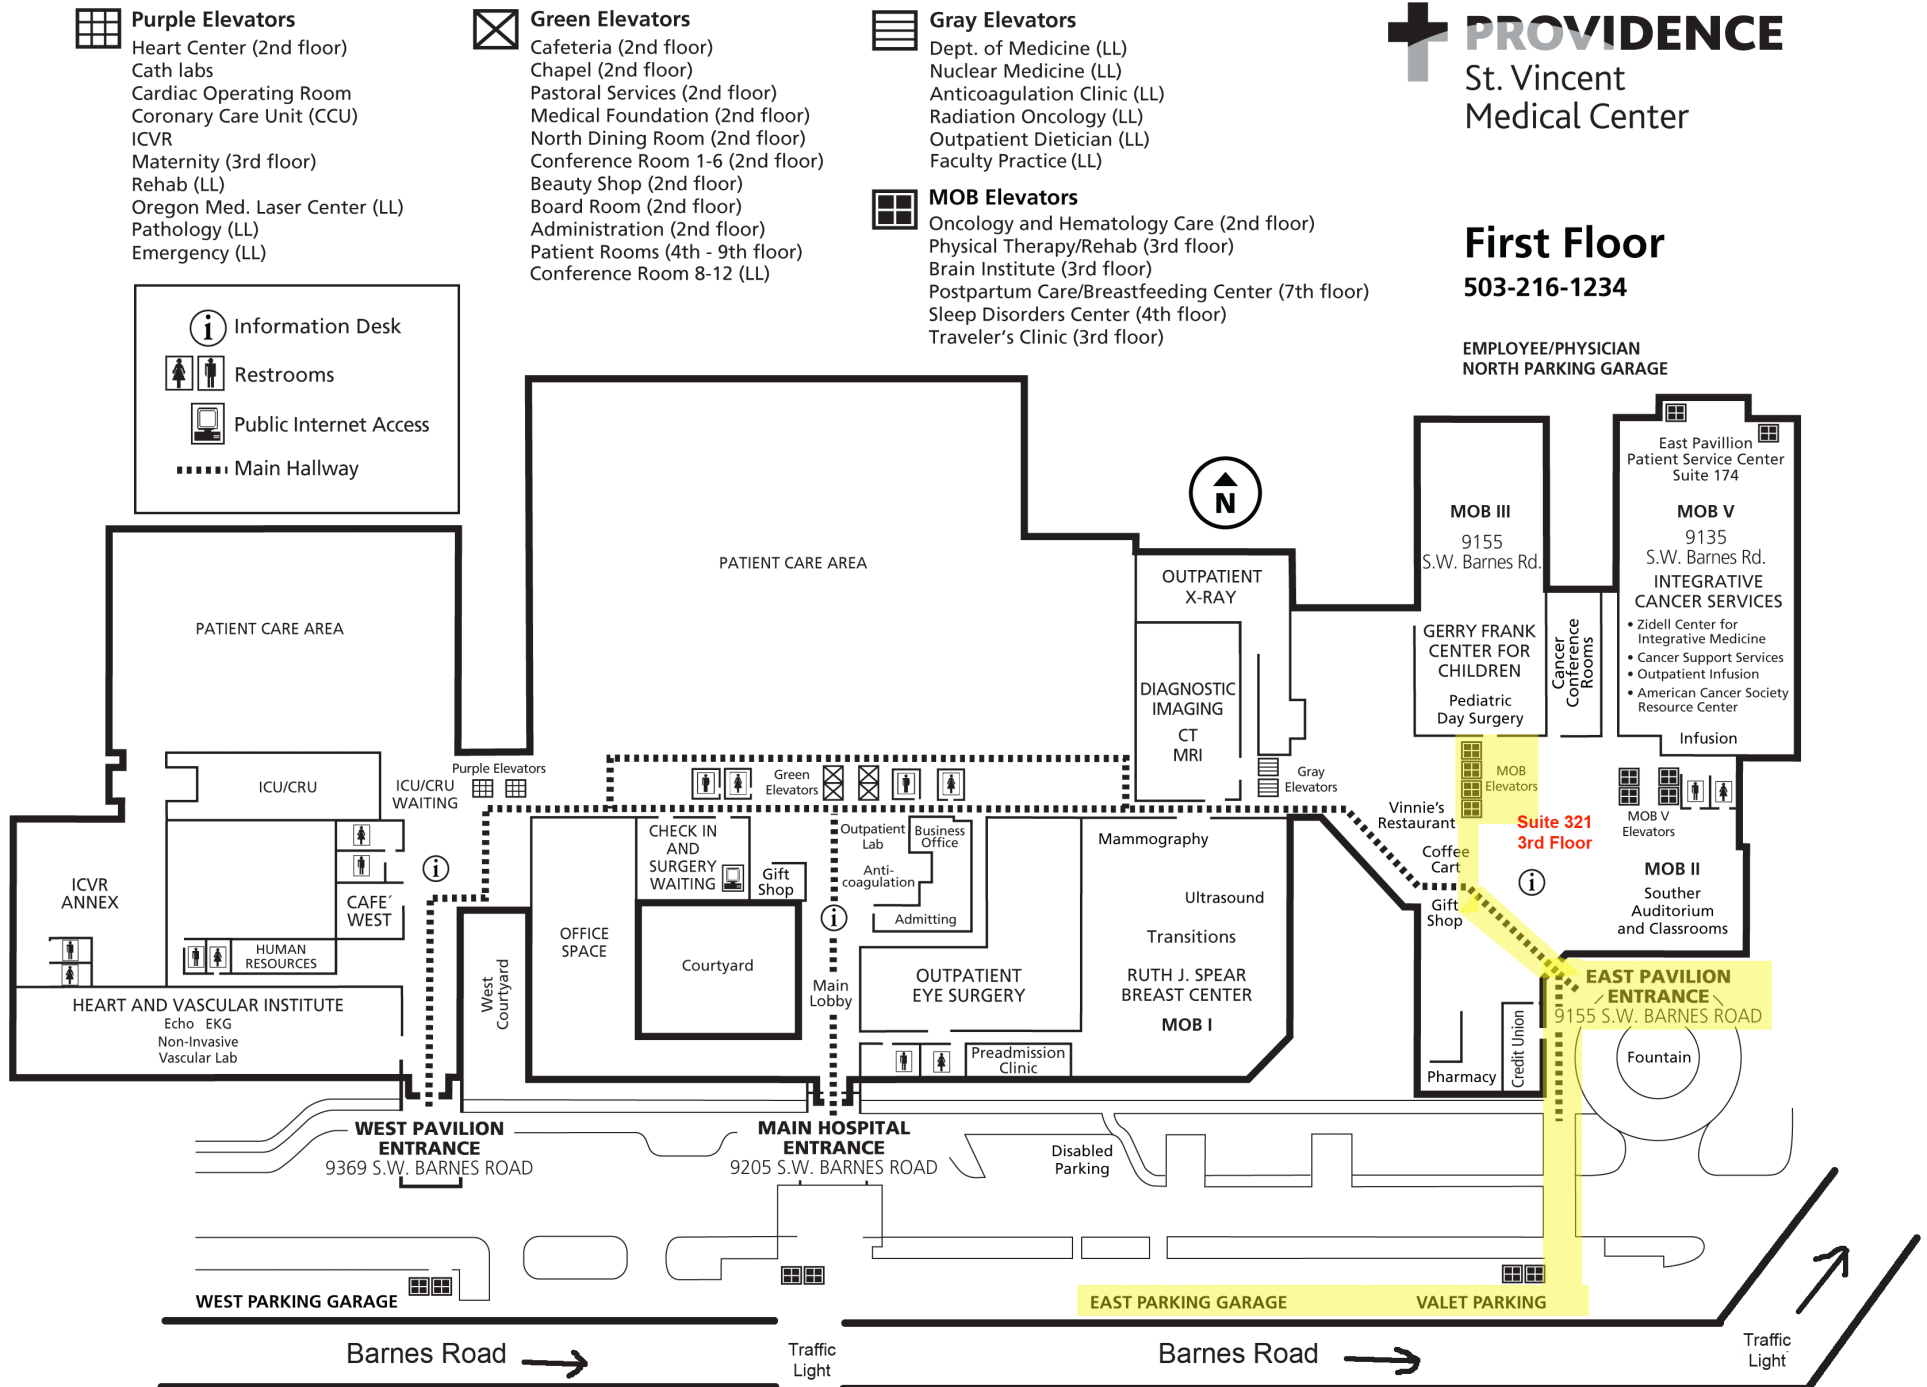 Purple Elevators
Heart Center (2nd floor)
Cath labs
Cardiac Operating Room
Coronary Care Unit (CCU)
ICVR
Maternity (3rd floor)
Rehab (LL)
Oregon Med. Laser Center (LL)
Pathology (LL)
Emergency (LL)
Green Elevators
Cafeteria (2nd floor)
Chapel (2nd floor)
Pastoral Services (2nd floor)
Medical Foundation (2nd floor)
North Dining Room (2nd floor)
Conference Room 1-6 (2nd floor)
Beauty Shop (2nd floor)
Board Room (2nd floor)
Administration (2nd floor)
Patient Rooms (4th - 9th floor)
Conference Room 8-12 (LL)
Gray Elevators
Dept. of Medicine (LL)
Nuclear Medicine (LL)
Anticoagulation Clinic (LL)
Radiation Oncology (LL)
Outpatient Dietician (LL)
Faculty Practice (LL)
MOB Elevators
Oncology and Hematology Care (2nd floor)
Physical Therapy/Rehab (3rd floor)
Brain Institute (3rd floor)
Postpartum Care/Breastfeeding Center (7th floor)
Sleep Disorders Center (4th floor)
Traveler's Clinic (3rd floor)
PROVIDENCE
St. Vincent
Medical Center
First Floor
503-216-1234
EMPLOYEE/PHYSICIAN
NORTH PARKING GARAGE
i Information Desk
Restrooms
Public Internet Access
Main Hallway
N
PATIENT CARE AREA
PATIENT CARE AREA
OUTPATIENT
X-RAY
DIAGNOSTIC
IMAGING
CT
MRI
MOB III
9155
S.W. Barnes Rd.
GERRY FRANK
CENTER FOR
CHILDREN
Pediatric
Day Surgery
Cancer
Conference
Rooms
East Pavillion
Patient Service Center
Suite 174
MOB V
9135
S.W. Barnes Rd.
INTEGRATIVE
CANCER SERVICES
• Zidell Center for
Integrative Medicine
• Cancer Support Services
• Outpatient Infusion
• American Cancer Society
Resource Center
Infusion
ICU/CRU
ICU/CRU
WAITING
Purple Elevators
Green
Elevators
Gray
Elevators
MOB
Elevators
MOB V
Elevators
Vinnie's
Restaurant
Suite 321
3rd Floor
Coffee
Cart
i
Gift
Shop
MOB II
Souther
Auditorium
and Classrooms
ICVR
ANNEX
i
CAFE'
WEST
HUMAN
RESOURCES
HEART AND VASCULAR INSTITUTE
Echo EKG
Non-Invasive
Vascular Lab
West
Courtyard
OFFICE
SPACE
CHECK IN
AND
SURGERY
WAITING
Gift
Shop
Courtyard
Outpatient
Lab
Business
Office
Anti-
coagulation
Admitting
i
Main
Lobby
OUTPATIENT
EYE SURGERY
Preadmission
Clinic
Mammography
Ultrasound
Transitions
RUTH J. SPEAR
BREAST CENTER
MOB I
Pharmacy
Credit Union
EAST PAVILION
ENTRANCE
9155 S.W. BARNES ROAD
Fountain
WEST PAVILION
ENTRANCE
9369 S.W. BARNES ROAD
MAIN HOSPITAL
ENTRANCE
9205 S.W. BARNES ROAD
Disabled
Parking
WEST PARKING GARAGE
EAST PARKING GARAGE
VALET PARKING
Barnes Road
Traffic
Light
Barnes Road
Traffic
Light